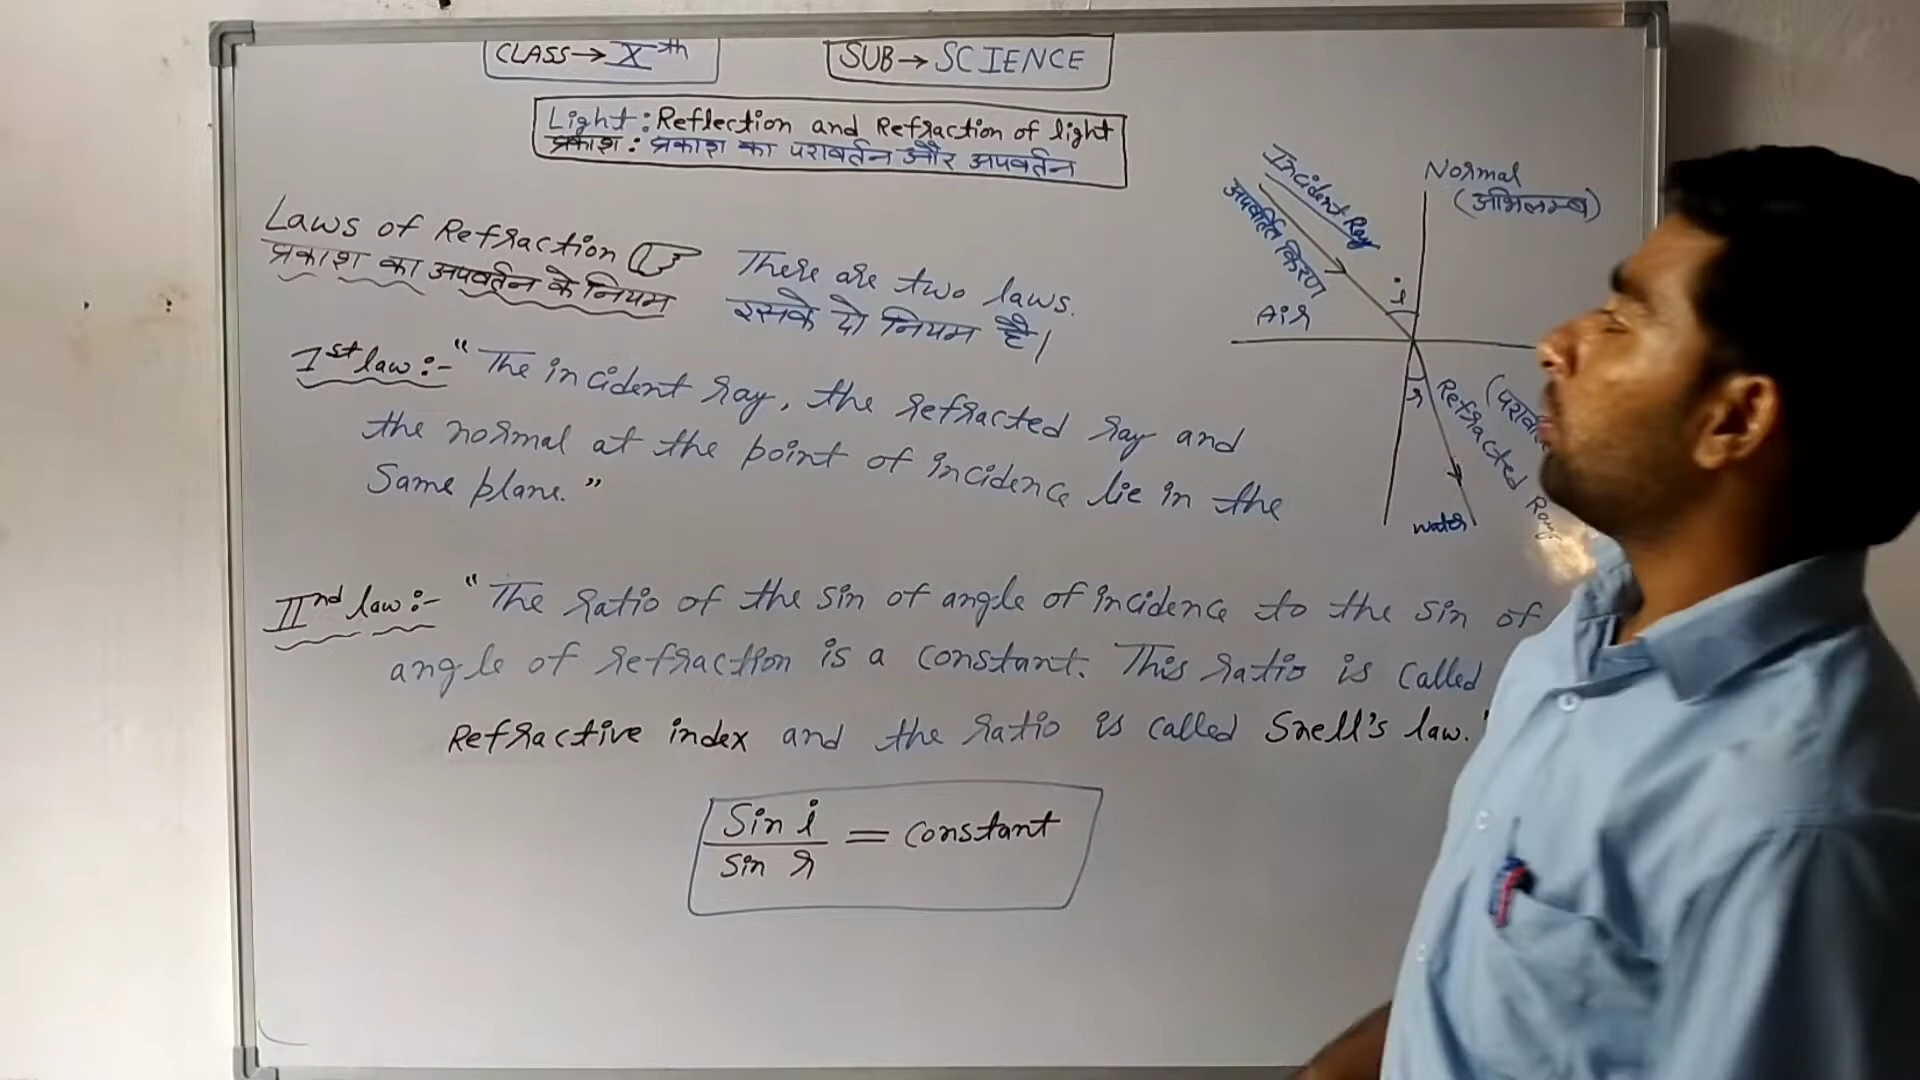 CLASS→Xth
SUB→SCIENCE
Light: Reflection and Refraction of light
प्रकाश: प्रकाश का परावर्तन और अपवर्तन
Laws of Refraction
प्रकाश का अपवर्तन के नियम
There are two laws.
इसके दो नियम है।
Ist law:- "The incident ray, the refracted ray and
the normal at the point of incidence lie in the
Same plane."
IInd law:- "The ratio of the sin of angle of incidence to the sin of
angle of refraction is a constant. This ratio is called
Refractive index and the ratio is called Snell's law."
Sin i
sin r
= constant
Normal
(अभिलम्ब)
Incident Ray
अपवर्तित किरण
i
Air
r
Refracted Ray
water